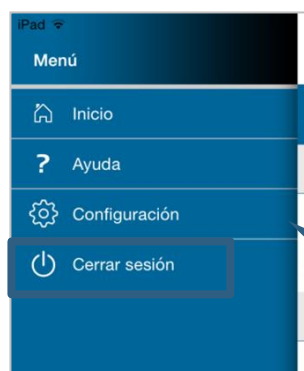 iPad
Menú
Inicio
? Ayuda
Configuración
Cerrar sesión